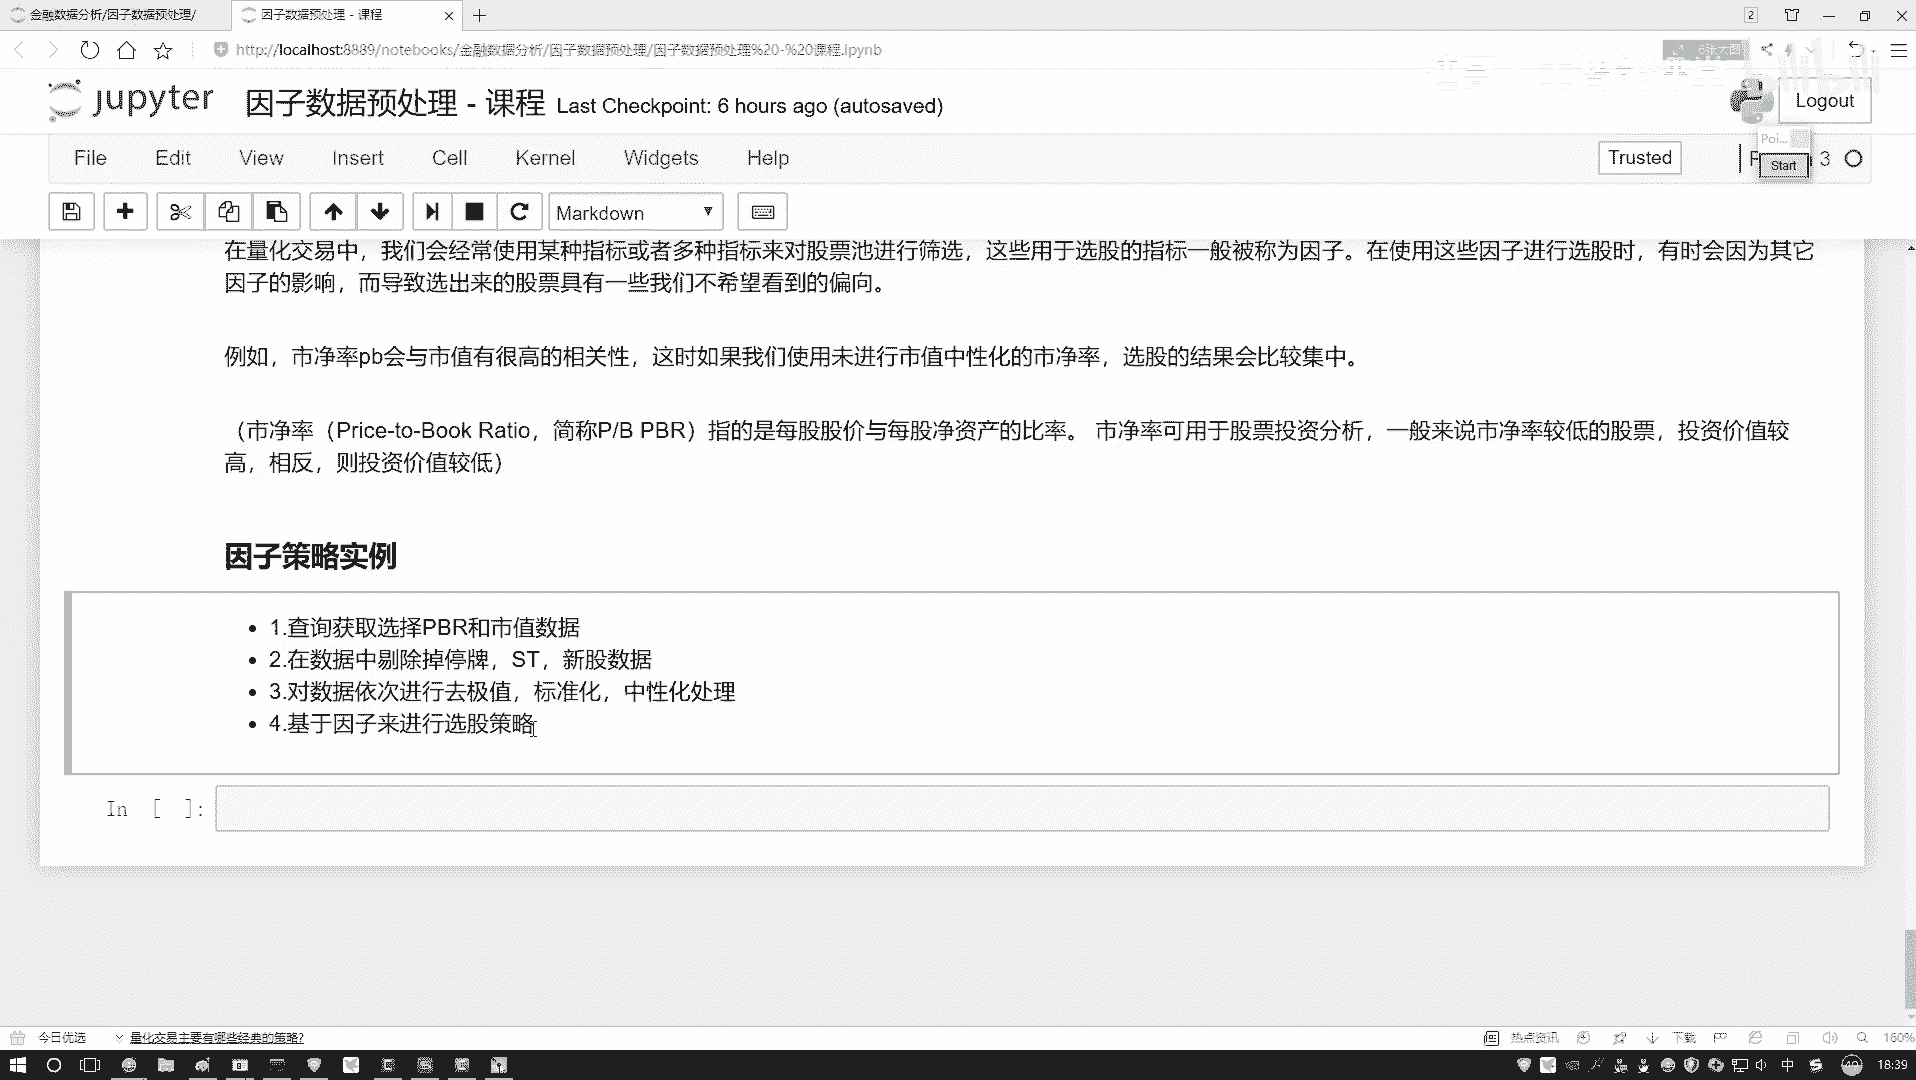 金融数据分析/因子数据预处理/
因子数据预处理 - 课程
2
http://localhost:8889/notebooks/金融数据分析/因子数据预处理/因子数据预处理%20-%20课程.ipynb
6张大图
jupyter
因子数据预处理 - 课程
Last Checkpoint: 6 hours ago (autosaved)
Logout
File Edit View Insert Cell Kernel Widgets Help
Trusted
Poi...
Start
3
Markdown
在量化交易中，我们会经常使用某种指标或者多种指标来对股票池进行筛选，这些用于选股的指标一般被称为因子。在使用这些因子进行选股时，有时会因为其它
因子的影响，而导致选出来的股票具有一些我们不希望看到的偏向。
例如，市净率pb会与市值有很高的相关性，这时如果我们使用未进行市值中性化的市净率，选股的结果会比较集中。
（市净率（Price-to-Book Ratio，简称P/B PBR）指的是每股股价与每股净资产的比率。 市净率可用于股票投资分析，一般来说市净率较低的股票，投资价值较
高，相反，则投资价值较低）
因子策略实例
• 1.查询获取选择PBR和市值数据
• 2.在数据中剔除掉停牌，ST，新股数据
• 3.对数据依次进行去极值，标准化，中性化处理
• 4.基于因子来进行选股策略
In [ ]:
今日优选
量化交易主要有哪些经典的策略?
热点资讯
下载
160%
中
18:39